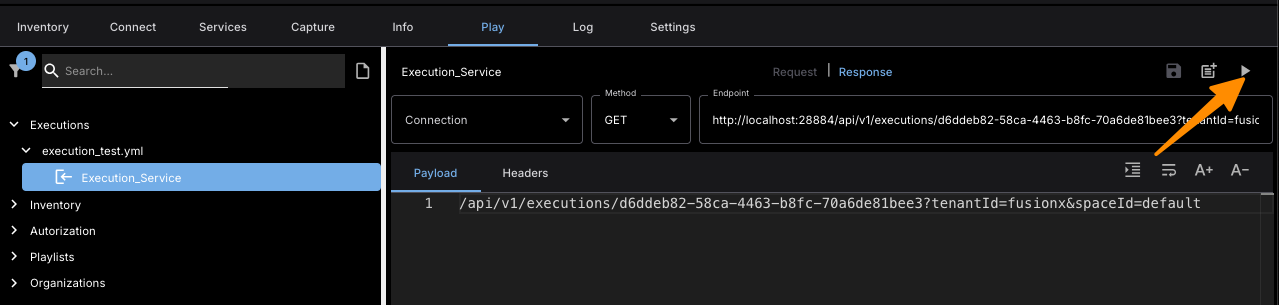 Inventory Connect Services Capture Info Play Log Settings
1
Search...
Executions
execution_test.yml
Execution_Service
Inventory
Autorization
Playlists
Organizations
Execution_Service
Request | Response
Connection
Method
GET
Endpoint
http://localhost:28884/api/v1/executions/d6ddeb82-58ca-4463-b8fc-70a6de81bee3?tenantId=fusio
Payload Headers
A+ A-
1 /api/v1/executions/d6ddeb82-58ca-4463-b8fc-70a6de81bee3?tenantId=fusionx&spaceId=default